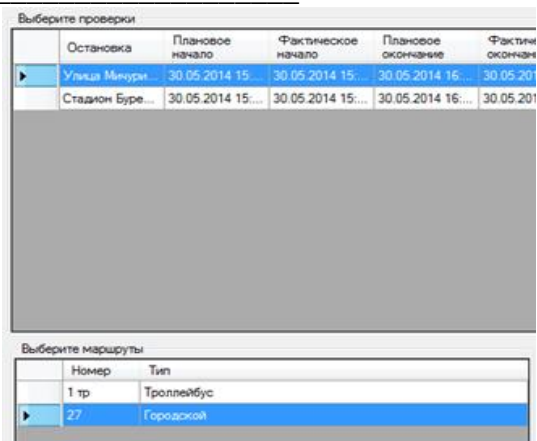 Выберите проверки
Остановка Плановое начало Фактическое начало Плановое окончание Фактиче окончани
Улица Мичури... 30.05.2014 15:... 30.05.2014 15:... 30.05.2014 16:... 30.05.201
Стадион Буре... 30.05.2014 15:... 30.05.2014 15:... 30.05.2014 16:... 30.05.201
Выберите маршруты
Номер Тип
1 тр Троллейбус
27 Городской